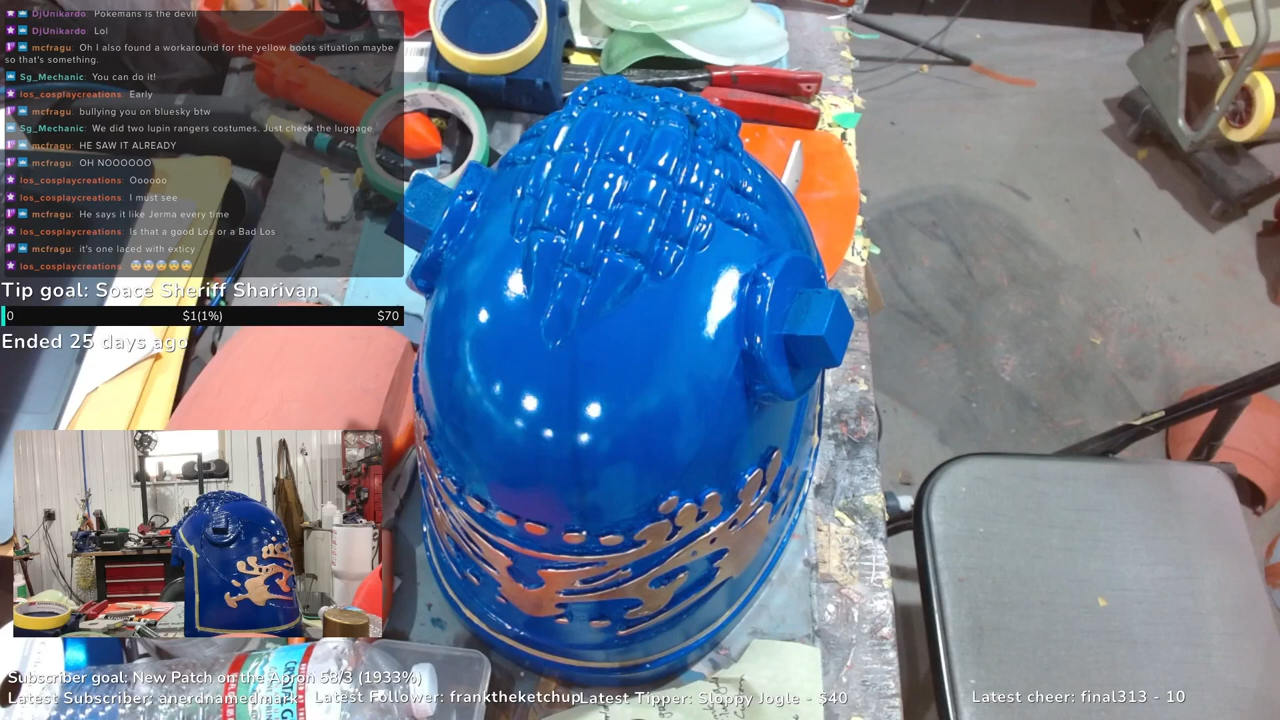 DjUnikardo: Pokemans is the devil
DjUnikardo: Lol
mcfragu: Oh I also found a workaround for the yellow boots situation maybe
so that's something.
Sg_Mechanic: You can do it!
los_cosplaycreations: Early
mcfragu: bullying you on bluesky btw
Sg_Mechanic: We did two lupin rangers costumes. Just check the luggage
mcfragu: HE SAW IT ALREADY
mcfragu: OH NOOOOOO
los_cosplaycreations: Oooooo
los_cosplaycreations: I must see
mcfragu: He says it like Jerma every time
los_cosplaycreations: Is that a good Los or a Bad Los
mcfragu: it's one laced with exticy
los_cosplaycreations: 😨😨😨😨😨
Tip goal: Soace Sheriff Sharivan
0 $1(1%) $70
Ended 25 days ago
Subscriber goal: New Patch on the Apron 58/3 (1933%)
Latest Subscriber: anerdnamedmark Latest Follower: franktheketchup Latest Tipper: Sloppy Jogle - $40 Latest cheer: final313 - 10